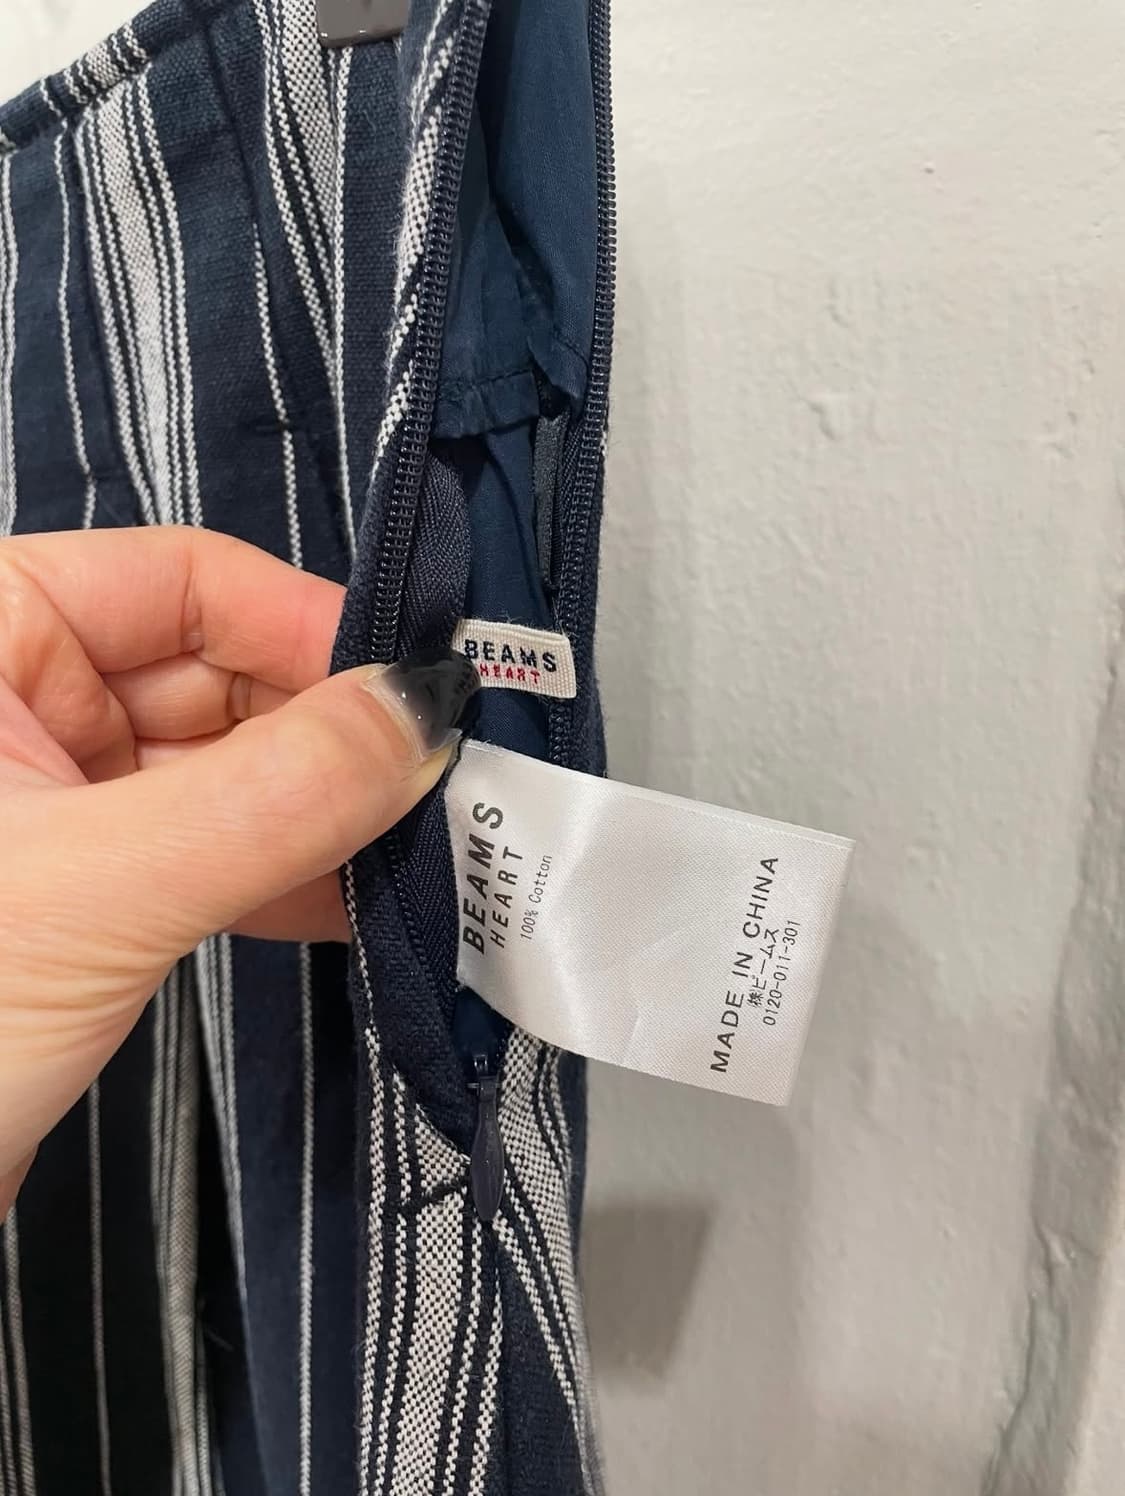 BEAMS
HEART
BEAMS
HEART
100% Cotton
MADE IN CHINA
㈱ビームス
0120-011-301